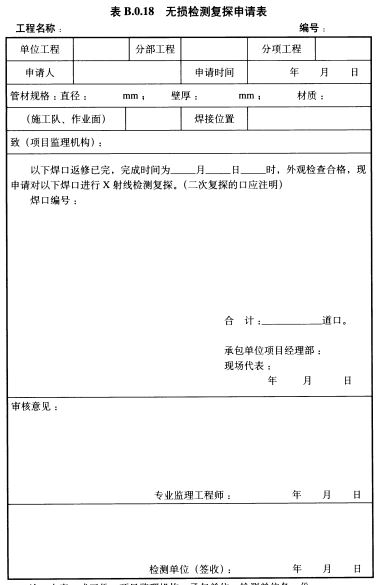 表 B.0.18 无损检测复探申请表
工程名称： 编号：
单位工程 分部工程 分项工程
申请人 申请时间 年 月 日
管材规格：直径： mm； 壁厚： mm； 材质：
（施工队、作业面） 焊接位置
致（项目监理机构）：
以下焊口返修已完，完成时间为____月____日____时，外观检查合格，现
申请对以下焊口进行 X 射线检测复探。（二次复探的口应注明）
焊口编号：
合 计：________道口。
承包单位项目经理部：
现场代表：
年 月 日
审核意见：
专业监理工程师： 年 月 日
检测单位（签收）： 年 月 日